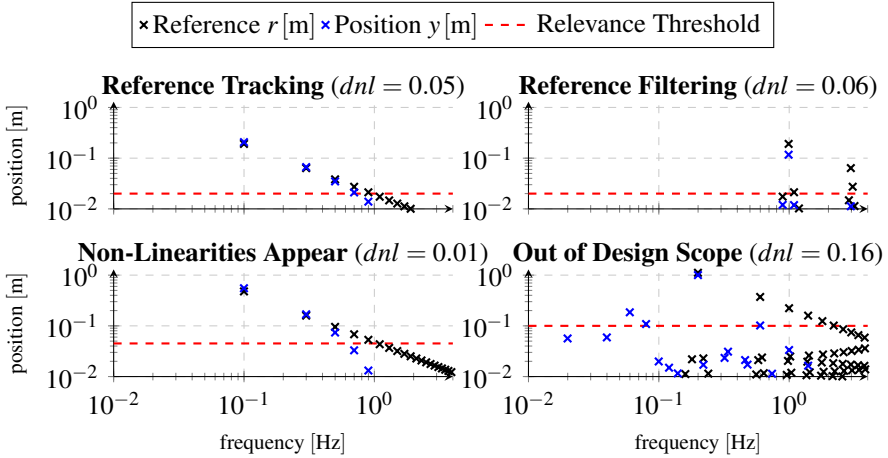 × Reference r [m] × Position y [m] --- Relevance Threshold
Reference Tracking (dnl = 0.05)
Reference Filtering (dnl = 0.06)
position [m]
10^0
10^-1
10^-2
10^0
10^-1
10^-2
Non-Linearities Appear (dnl = 0.01)
Out of Design Scope (dnl = 0.16)
position [m]
10^0
10^-1
10^-2
10^0
10^-1
10^-2
10^-2 10^-1 10^0
10^-2 10^-1 10^0
frequency [Hz]
frequency [Hz]